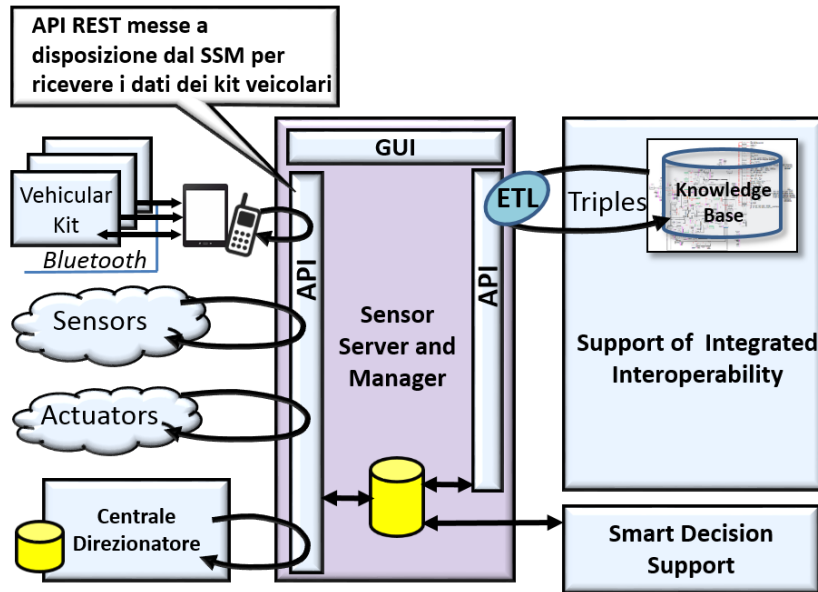 API REST messe a
disposizione dal SSM per
ricevere i dati dei kit veicolari
GUI
Vehicular
Kit
Bluetooth
API
API
ETL
Triples
Knowledge
Base
Sensors
Sensor
Server and
Manager
Support of Integrated
Interoperability
Actuators
Centrale
Direzionatore
Smart Decision
Support